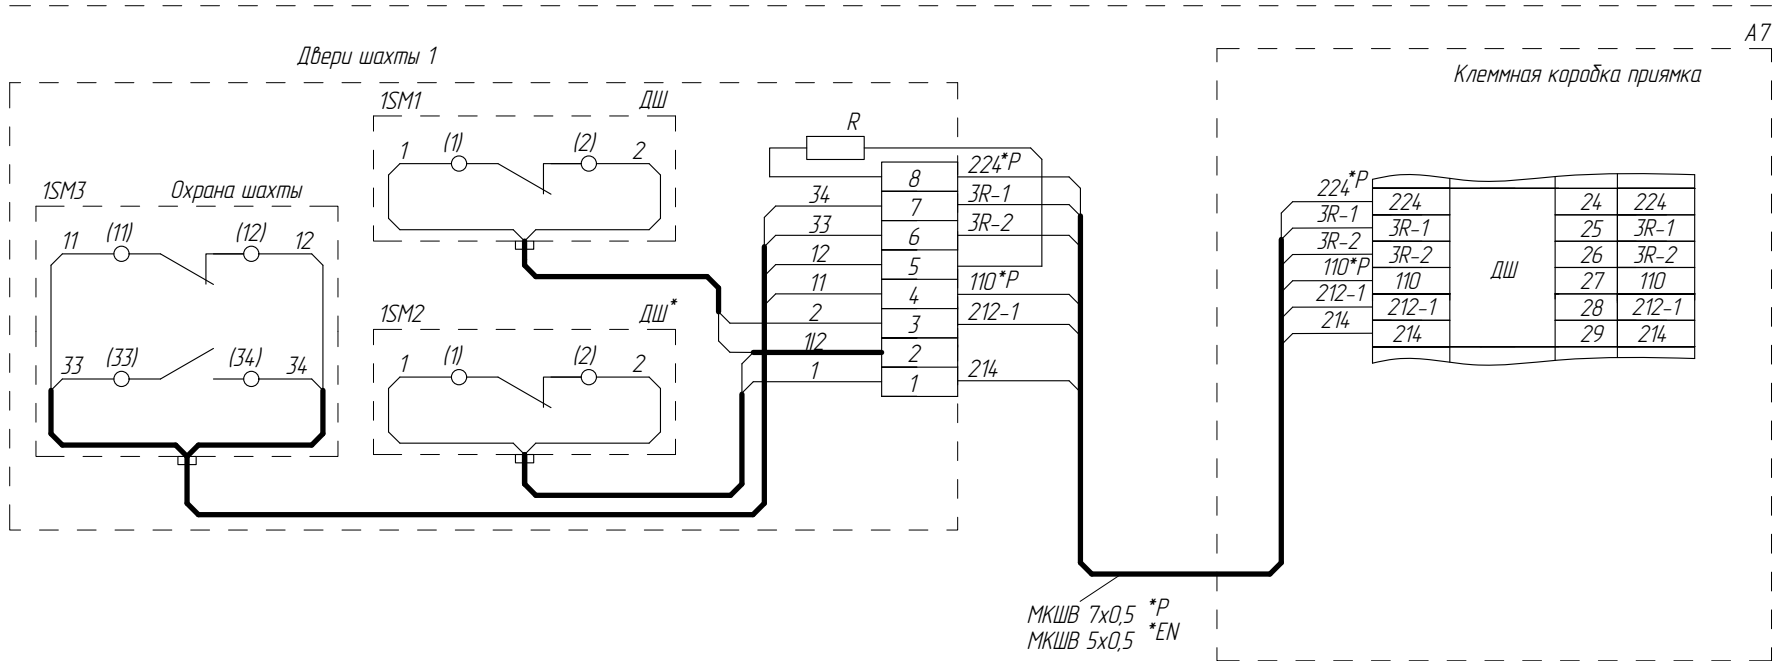 А7
Двери шахты 1
Клеммная коробка приямка
1SM1 ДШ
1 (1) (2) 2
1SM3 Охрана шахты
11 (11) (12) 12
33 (33) (34) 34
1SM2 ДШ*
1 (1) (2) 2
R
8 224*P
34 7 3R-1
33 6 3R-2
12 5
11 4 110*P
2 3 212-1
1 2 2
1 1 214
224*P 224 24 224
3R-1 3R-1 25 3R-1
3R-2 3R-2 26 3R-2
ДШ
110*P 110 27 110
212-1 212-1 28 212-1
214 214 29 214
МКШВ 7х0,5 *P
МКШВ 5х0,5 *EN